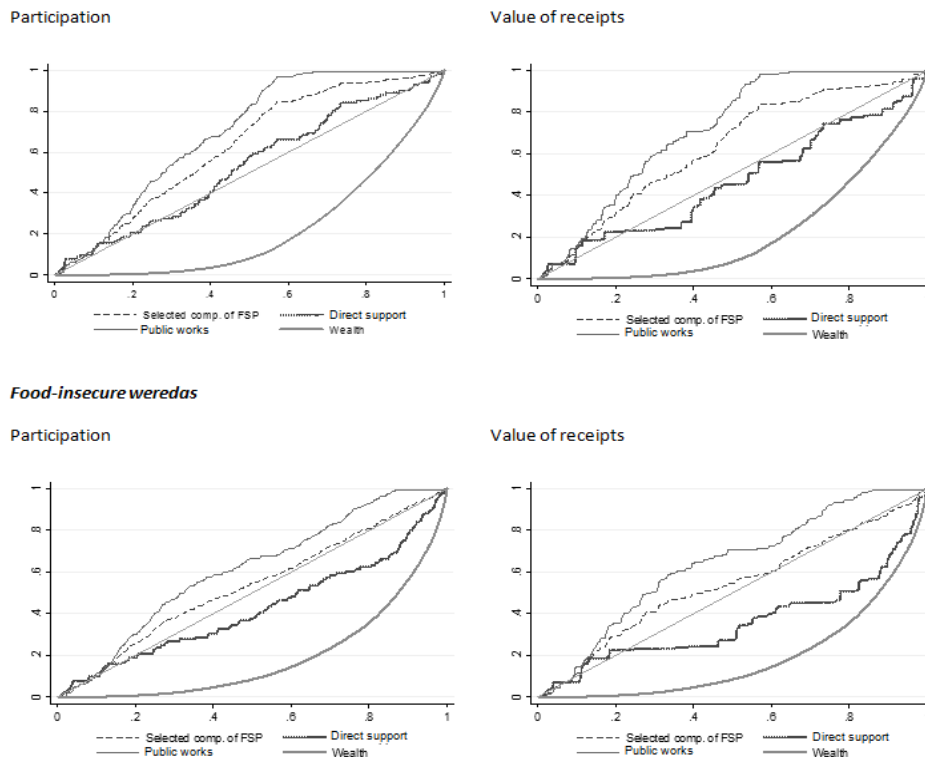 Participation
Value of receipts
1
.8
.6
.4
.2
0
0 .2 .4 .6 .8 1
Selected comp. of FSP
Direct support
Public works
Wealth
1
.8
.6
.4
.2
0
0 .2 .4 .6 .8
Selected comp. of FSP
Direct support
Public works
Wealth
Food-insecure weredas
Participation
Value of receipts
1
.8
.6
.4
.2
0
0 .2 .4 .6 .8 1
Selected comp. of FSP
Direct support
Public works
Wealth
1
.8
.6
.4
.2
0
0 .2 .4 .6 .8
Selected comp. of FSP
Direct support
Public works
Wealth